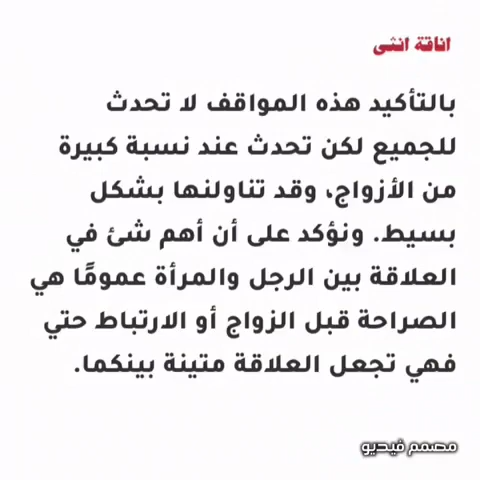 اناقة انثى
بالتأكيد هذه المواقف لا تحدث
للجميع لكن تحدث عند نسبة كبيرة
من الأزواج، وقد تناولنها بشكل
بسيط. ونؤكد على أن أهم شئ في
العلاقة بين الرجل والمرأة عمومًا هي
الصراحة قبل الزواج أو الارتباط حتي
فهي تجعل العلاقة متينة بينكما.
مصمم فيديو